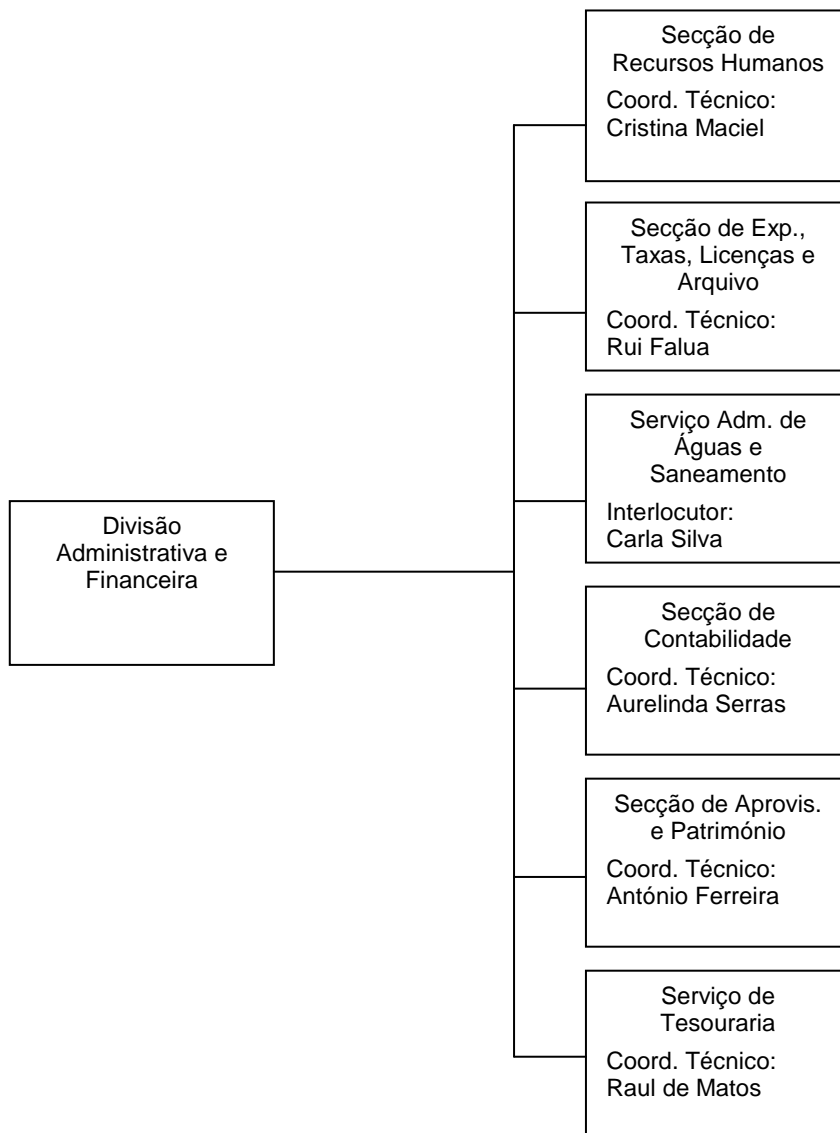 Secção de
Recursos Humanos
Coord. Técnico:
Cristina Maciel
Secção de Exp.,
Taxas, Licenças e
Arquivo
Coord. Técnico:
Rui Falua
Serviço Adm. de
Águas e
Saneamento
Interlocutor:
Carla Silva
Divisão
Administrativa e
Financeira
Secção de
Contabilidade
Coord. Técnico:
Aurelinda Serras
Secção de Aprovis.
e Património
Coord. Técnico:
António Ferreira
Serviço de
Tesouraria
Coord. Técnico:
Raul de Matos